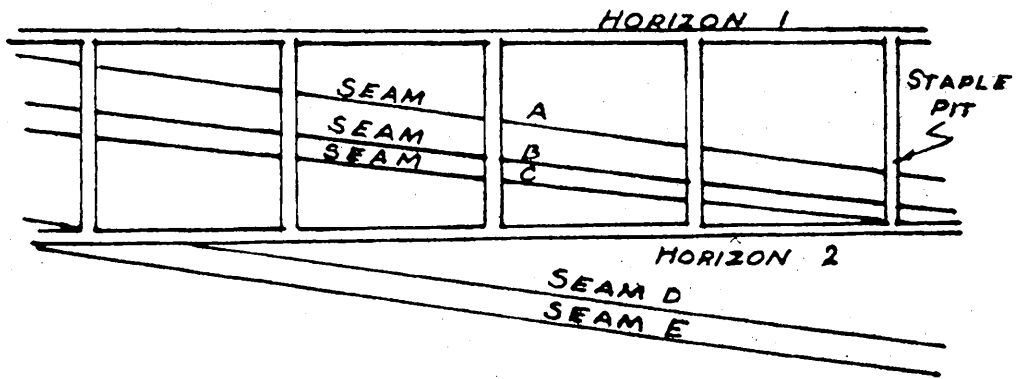 HORIZON 1
STAPLE
PIT
SEAM A
SEAM B
SEAM C
HORIZON 2
SEAM D
SEAM E